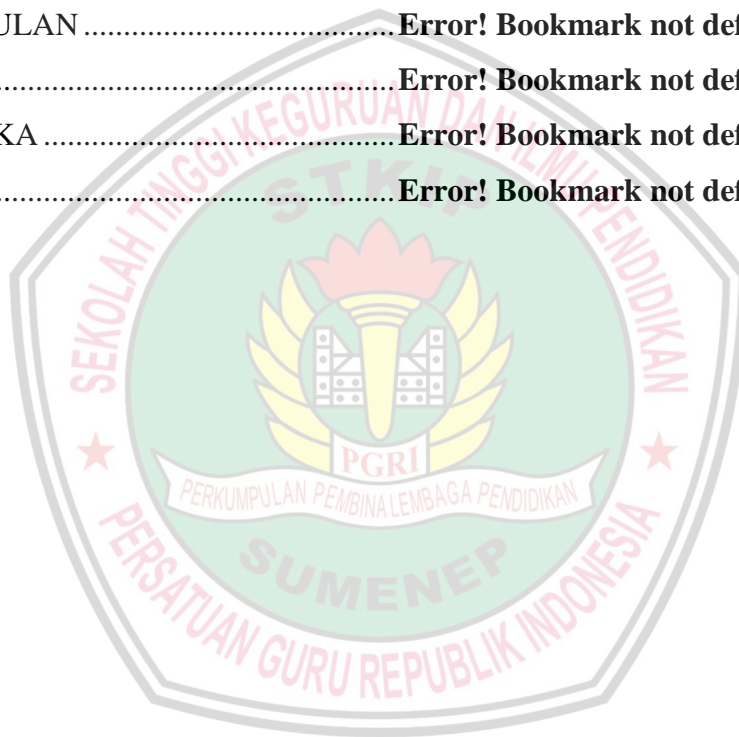 ULAN....................................Error! Bookmark not def
..............................................Error! Bookmark not def
KA.........................................Error! Bookmark not def
..............................................Error! Bookmark not def
SEKOLAH TINGGI KEGURUAN DAN ILMU PENDIDIKAN
STKIP
PGRI
PERKUMPULAN PEMBINA LEMBAGA PENDIDIKAN
SUMENEP
PERSATUAN GURU REPUBLIK INDONESIA